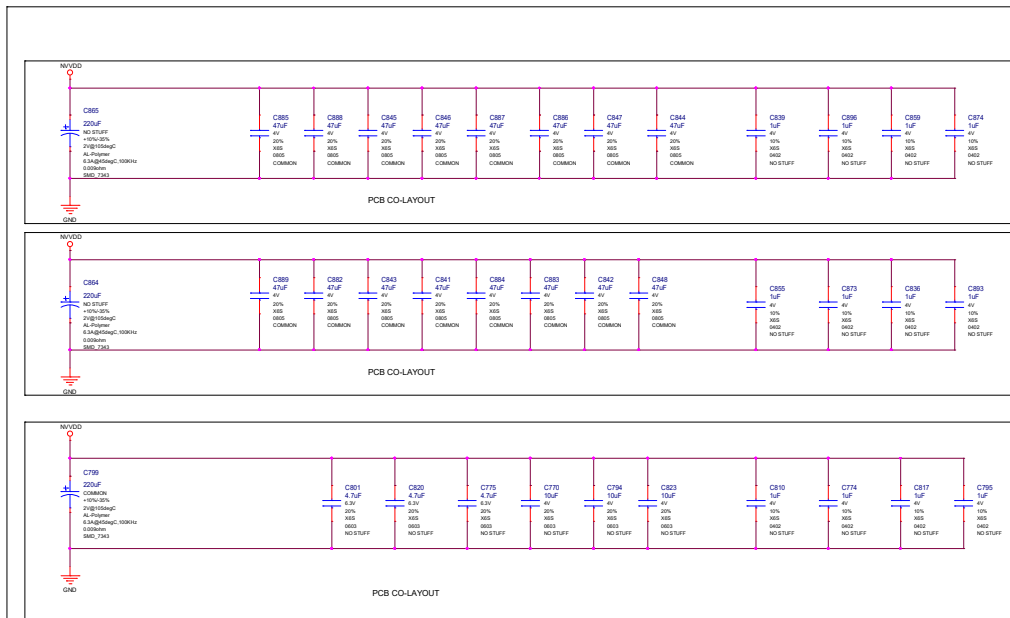 NVVDD
C865
220uF
NO STUFF
+10%/-35%
2V@105degC
AL-Polymer
6.3A@45degC,100KHz
0.009ohm
SMD_7343
C885
47uF
4V
20%
X6S
0805
COMMON
C888
47uF
4V
20%
X6S
0805
COMMON
C845
47uF
4V
20%
X6S
0805
COMMON
C846
47uF
4V
20%
X6S
0805
COMMON
C887
47uF
4V
20%
X6S
0805
COMMON
C886
47uF
4V
20%
X6S
0805
COMMON
C847
47uF
4V
20%
X6S
0805
COMMON
C844
47uF
4V
20%
X6S
0805
COMMON
C839
1uF
4V
10%
X6S
0402
NO STUFF
C896
1uF
4V
10%
X6S
0402
NO STUFF
C859
1uF
4V
10%
X6S
0402
NO STUFF
C874
1uF
4V
10%
X6S
0402
NO STUFF
GND
PCB CO-LAYOUT
NVVDD
C864
220uF
NO STUFF
+10%/-35%
2V@105degC
AL-Polymer
6.3A@45degC,100KHz
0.009ohm
SMD_7343
C889
47uF
4V
20%
X6S
0805
COMMON
C882
47uF
4V
20%
X6S
0805
COMMON
C843
47uF
4V
20%
X6S
0805
COMMON
C841
47uF
4V
20%
X6S
0805
COMMON
C884
47uF
4V
20%
X6S
0805
COMMON
C883
47uF
4V
20%
X6S
0805
COMMON
C842
47uF
4V
20%
X6S
0805
COMMON
C848
47uF
4V
20%
X6S
0805
COMMON
C855
1uF
4V
10%
X6S
0402
NO STUFF
C873
1uF
4V
10%
X6S
0402
NO STUFF
C836
1uF
4V
10%
X6S
0402
NO STUFF
C893
1uF
4V
10%
X6S
0402
NO STUFF
GND
PCB CO-LAYOUT
NVVDD
C799
220uF
COMMON
+10%/-35%
2V@105degC
AL-Polymer
6.3A@45degC,100KHz
0.009ohm
SMD_7343
C801
4.7uF
6.3V
20%
X6S
0603
NO STUFF
C820
4.7uF
6.3V
20%
X6S
0603
NO STUFF
C775
4.7uF
6.3V
20%
X6S
0603
NO STUFF
C770
10uF
4V
20%
X6S
0603
NO STUFF
C794
10uF
4V
20%
X6S
0603
NO STUFF
C823
10uF
4V
20%
X6S
0603
NO STUFF
C810
1uF
4V
10%
X6S
0402
NO STUFF
C774
1uF
4V
10%
X6S
0402
NO STUFF
C817
1uF
4V
10%
X6S
0402
NO STUFF
C795
1uF
4V
10%
X6S
0402
NO STUFF
GND
PCB CO-LAYOUT